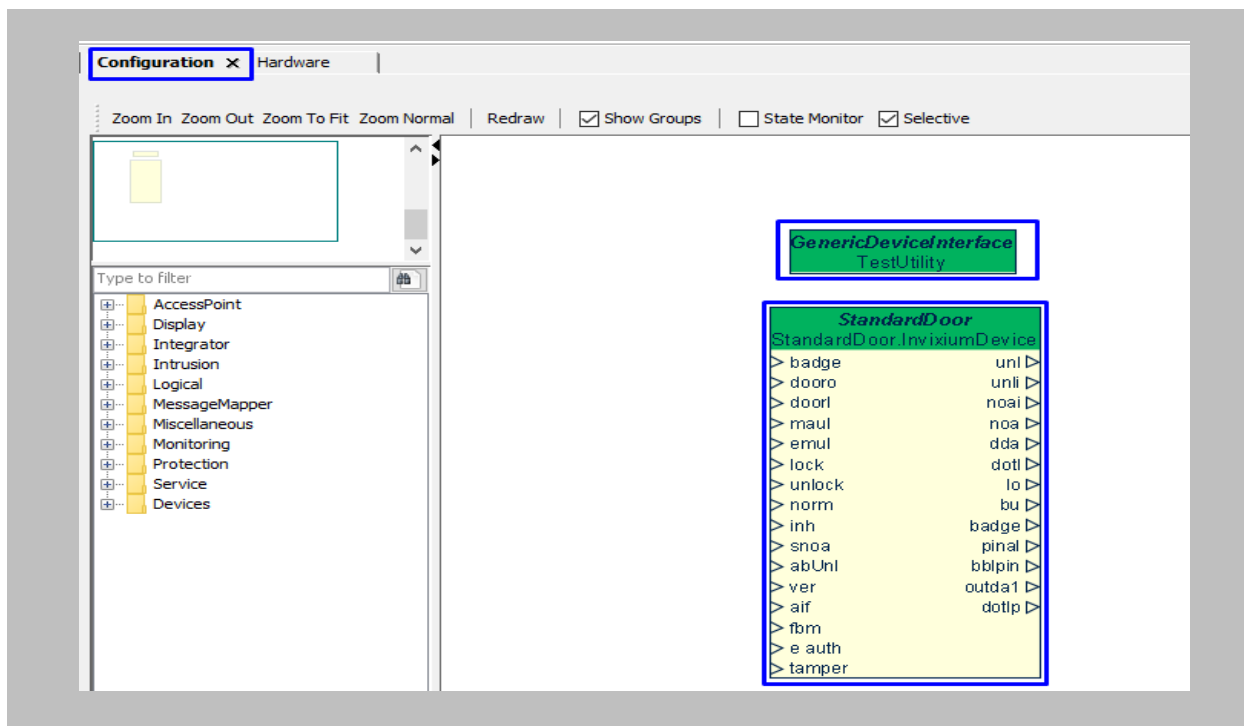 Configuration × Hardware
Zoom In Zoom Out Zoom To Fit Zoom Normal Redraw Show Groups State Monitor Selective
Type to filter
AccessPoint
Display
Integrator
Intrusion
Logical
MessageMapper
Miscellaneous
Monitoring
Protection
Service
Devices
GenericDeviceInterface
TestUtility
StandardDoor
StandardDoor.InvixiumDevice
badge unl
dooro unli
doorl noai
maul noa
emul dda
lock dotl
unlock lo
norm bu
inh badge
snoa pinal
abUnl bblpin
ver outda1
aif dotlp
fbm
e auth
tamper